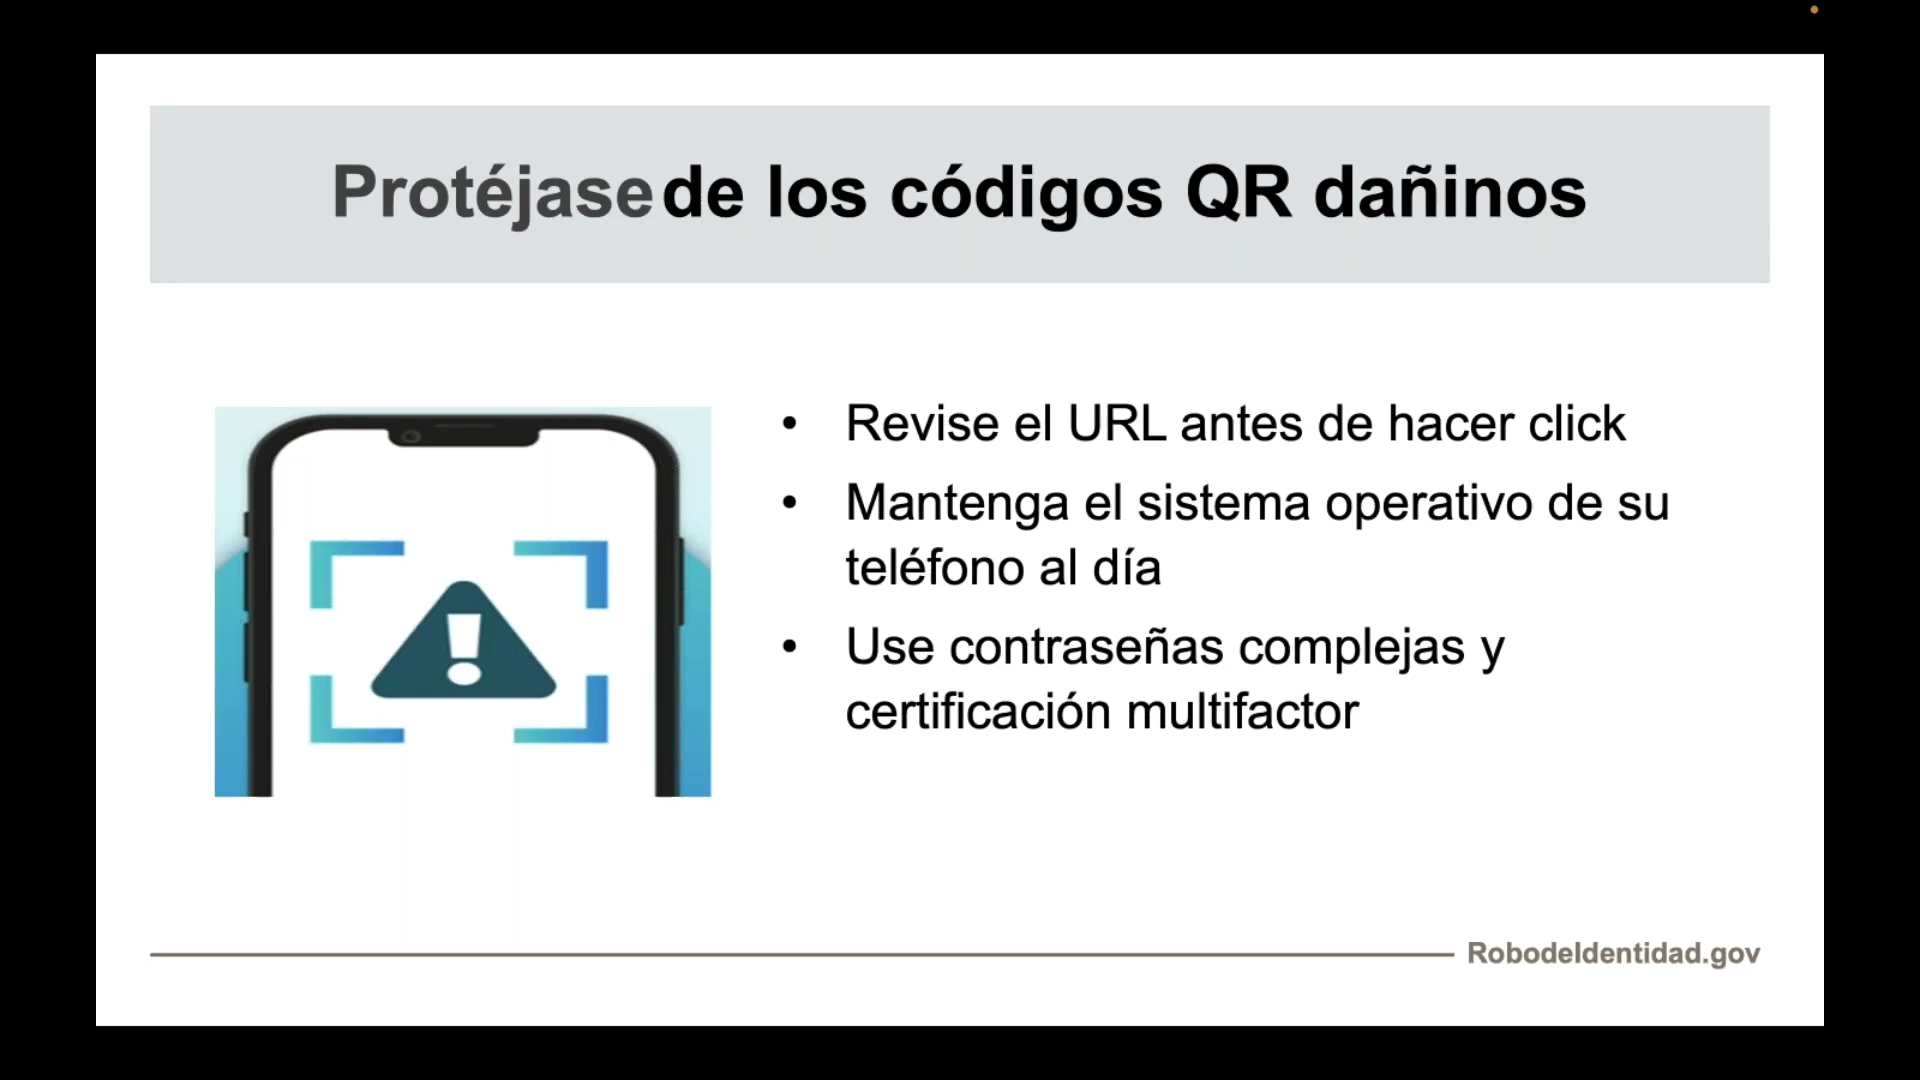 Protéjase de los códigos QR dañinos
• Revise el URL antes de hacer click
• Mantenga el sistema operativo de su
teléfono al día
• Use contraseñas complejas y
certificación multifactor
RobodeIdentidad.gov